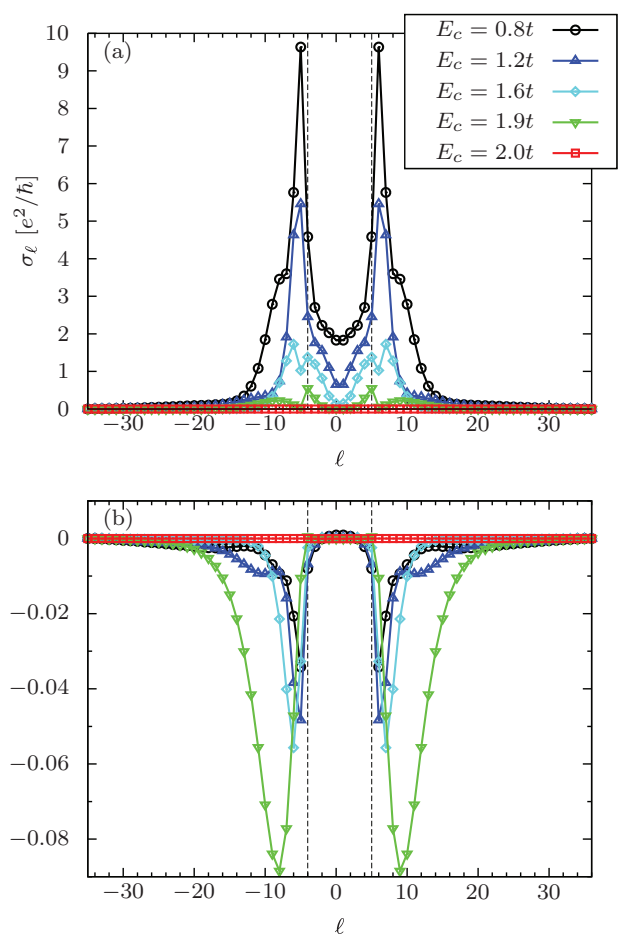 (a)
E_c = 0.8t
E_c = 1.2t
E_c = 1.6t
E_c = 1.9t
E_c = 2.0t
10
9
8
7
6
5
4
3
2
1
0
σ_ℓ [e²/ℏ]
−30 −20 −10 0 10 20 30
ℓ
(b)
0
−0.02
−0.04
−0.06
−0.08
−30 −20 −10 0 10 20 30
ℓ